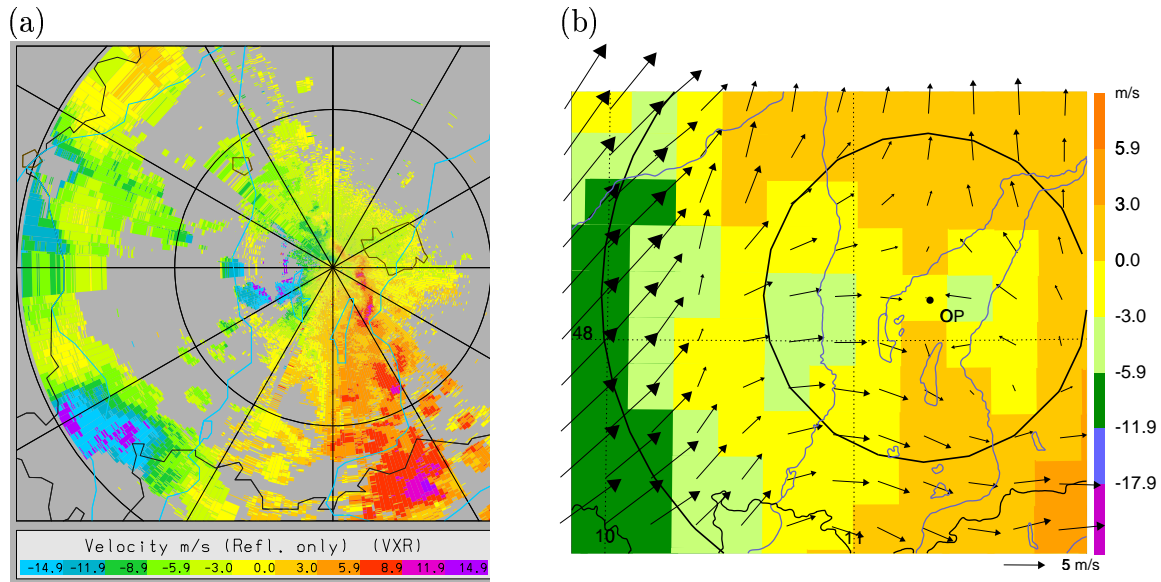 (a)
Velocity m/s (Refl. only) (VXR)
-14.9 -11.9 -8.9 -5.9 -3.0 0.0 3.0 5.9 8.9 11.9 14.9
(b)
m/s
5.9
3.0
0.0
-3.0
-5.9
-11.9
-17.9
48
OP
10
11
5 m/s